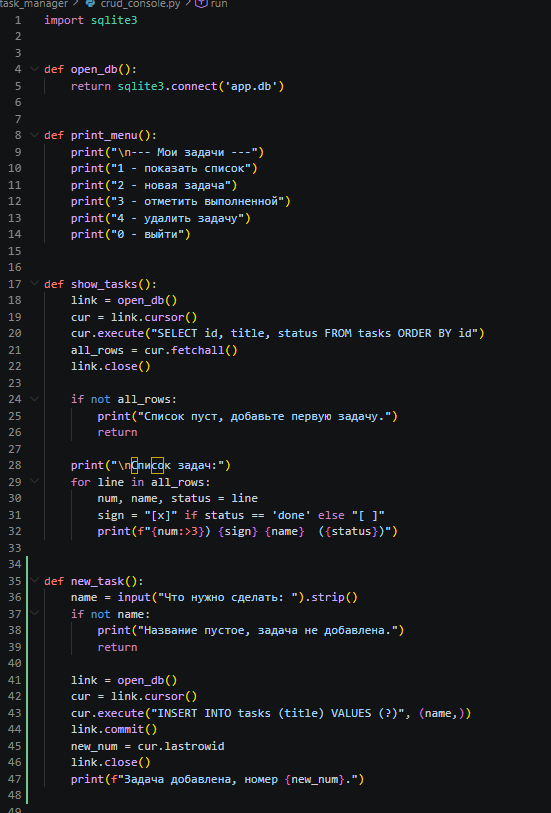 task_manager > crud_console.py > run
1 import sqlite3
2
3
4 def open_db():
5     return sqlite3.connect('app.db')
6
7
8 def print_menu():
9     print("\n--- Мои задачи ---")
10     print("1 - показать список")
11     print("2 - новая задача")
12     print("3 - отметить выполненной")
13     print("4 - удалить задачу")
14     print("0 - выйти")
15
16
17 def show_tasks():
18     link = open_db()
19     cur = link.cursor()
20     cur.execute("SELECT id, title, status FROM tasks ORDER BY id")
21     all_rows = cur.fetchall()
22     link.close()
23
24     if not all_rows:
25         print("Список пуст, добавьте первую задачу.")
26         return
27
28     print("\nСписок задач:")
29     for line in all_rows:
30         num, name, status = line
31         sign = "[x]" if status == 'done' else "[ ]"
32         print(f"{num:>3}) {sign} {name}  ({status})")
33
34
35 def new_task():
36     name = input("Что нужно сделать: ").strip()
37     if not name:
38         print("Название пустое, задача не добавлена.")
39         return
40
41     link = open_db()
42     cur = link.cursor()
43     cur.execute("INSERT INTO tasks (title) VALUES (?)", (name,))
44     link.commit()
45     new_num = cur.lastrowid
46     link.close()
47     print(f"Задача добавлена, номер {new_num}.")
48
49